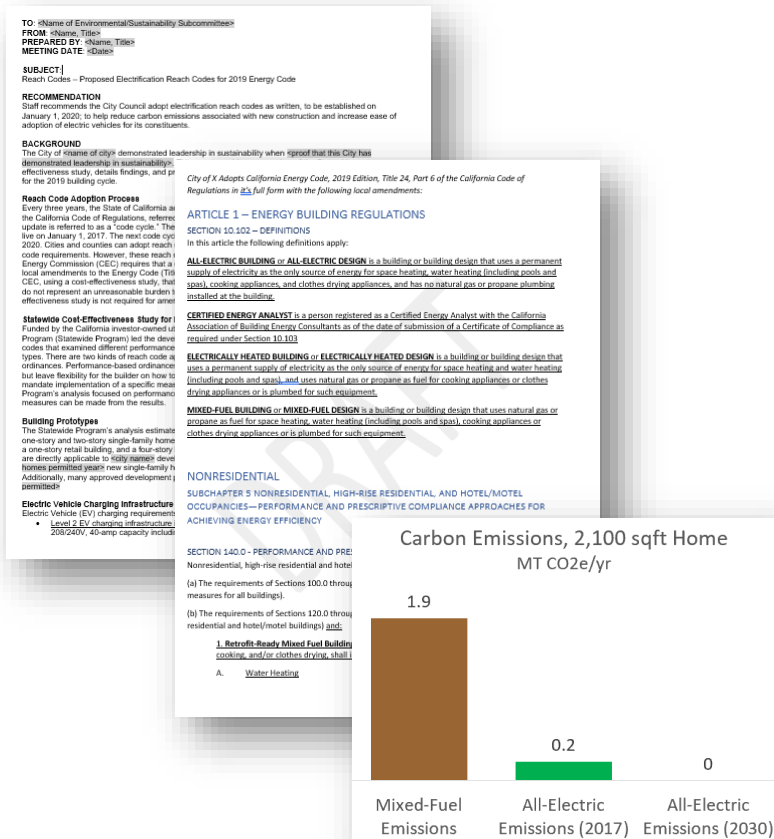 TO: <Name of Environmental/Sustainability Subcommittee>
FROM: <Name, Title>
PREPARED BY: <Name, Title>
MEETING DATE: <Date>
SUBJECT:
Reach Codes – Proposed Electrification Reach Codes for 2019 Energy Code
RECOMMENDATION
Staff recommends the City Council adopt electrification reach codes as written, to be established on
January 1, 2020; to help reduce carbon emissions associated with new construction and increase ease of
adoption of electric vehicles for its constituents.
BACKGROUND
The City of <name of city> demonstrated leadership in sustainability when <proof that this City has
demonstrated leadership in sustainability>.
effectiveness study, details findings, and pr
for the 2019 building cycle.
Reach Code Adoption Process
Every three years, the State of California ad
the California Code of Regulations, referred
update is referred to as a "code cycle." The
live on January 1, 2017. The next code cyc
2020. Cities and counties can adopt reach
code requirements. However, these reach
Energy Commission (CEC) requires that a
local amendments to the Energy Code (Titl
CEC, using a cost-effectiveness study, that
do not represent an unreasonable burden t
effectiveness study is not required for amer
Statewide Cost-Effectiveness Study for
Funded by the California investor-owned ut
Program (Statewide Program) led the deve
codes that examined different performance
types. There are two kinds of reach code a
ordinances. Performance-based ordinances
but leave flexibility for the builder on how to
mandate implementation of a specific meas
Program's analysis focused on performanc
measures can be made from the results.
Building Prototypes
The Statewide Program's analysis estimate
one-story and two-story single-family home
a one-story retail building, and a four-story
are directly applicable to <city name> devel
homes permitted year> new single-family h
Additionally, many approved development p
permitted>
Electric Vehicle Charging Infrastructure
Electric Vehicle (EV) charging requirements
• Level 2 EV charging infrastructure i
208/240V, 40-amp capacity includi
City of X Adopts California Energy Code, 2019 Edition, Title 24, Part 6 of the California Code of
Regulations in it's full form with the following local amendments:
ARTICLE 1 – ENERGY BUILDING REGULATIONS
SECTION 10.102 – DEFINITIONS
In this article the following definitions apply:
ALL-ELECTRIC BUILDING or ALL-ELECTRIC DESIGN is a building or building design that uses a permanent
supply of electricity as the only source of energy for space heating, water heating (including pools and
spas), cooking appliances, and clothes drying appliances, and has no natural gas or propane plumbing
installed at the building.
CERTIFIED ENERGY ANALYST is a person registered as a Certified Energy Analyst with the California
Association of Building Energy Consultants as of the date of submission of a Certificate of Compliance as
required under Section 10.103
ELECTRICALLY HEATED BUILDING or ELECTRICALLY HEATED DESIGN is a building or building design that
uses a permanent supply of electricity as the only source of energy for space heating and water heating
(including pools and spas), and uses natural gas or propane as fuel for cooking appliances or clothes
drying appliances or is plumbed for such equipment.
MIXED-FUEL BUILDING or MIXED-FUEL DESIGN is a building or building design that uses natural gas or
propane as fuel for space heating, water heating (including pools and spas), cooking appliances or
clothes drying appliances or is plumbed for such equipment.
DRAFT
NONRESIDENTIAL
SUBCHAPTER 5 NONRESIDENTIAL, HIGH-RISE RESIDENTIAL, AND HOTEL/MOTEL
OCCUPANCIES—PERFORMANCE AND PRESCRIPTIVE COMPLIANCE APPROACHES FOR
ACHIEVING ENERGY EFFICIENCY
SECTION 140.0 - PERFORMANCE AND PRES
Nonresidential, high-rise residential and hotel
(a) The requirements of Sections 100.0 throug
measures for all buildings).
(b) The requirements of Sections 120.0 throug
residential and hotel/motel buildings) and:
1. Retrofit-Ready Mixed Fuel Building
cooking, and/or clothes drying, shall i
A. Water Heating
Carbon Emissions, 2,100 sqft Home
MT CO2e/yr
1.9
0.2
0
Mixed-Fuel
Emissions
All-Electric
Emissions (2017)
All-Electric
Emissions (2030)